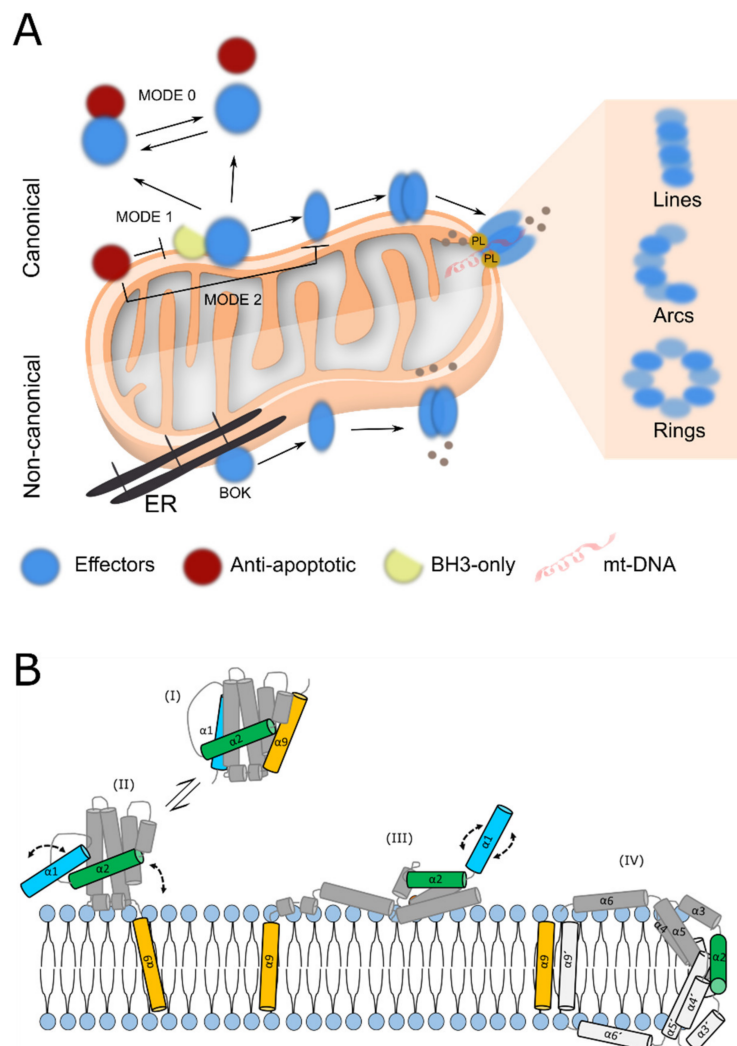 A
MODE 0
MODE 1
MODE 2
Canonical
Non-canonical
PL
PL
Lines
Arcs
Rings
ER
BOK
Effectors
Anti-apoptotic
BH3-only
mt-DNA
B
(I)
α1
α2
α9
(II)
α1
α2
α9
(III)
α1
α2
α9
(IV)
α6
α3
α4
α5
α2
α9
α9′
α4′
α5′
α6′
α3′